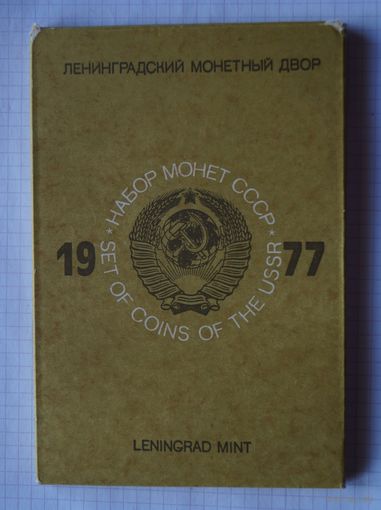 ЛЕНИНГРАДСКИЙ МОНЕТНЫЙ ДВОР
* НАБОР МОНЕТ СССР *
19 77
SET OF COINS OF THE USSR
LENINGRAD MINT